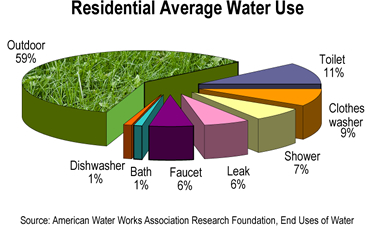 Residential Average Water Use
Outdoor
59%
Toilet
11%
Clothes
washer
9%
Shower
7%
Leak
6%
Faucet
6%
Bath
1%
Dishwasher
1%
Source: American Water Works Association Research Foundation, End Uses of Water